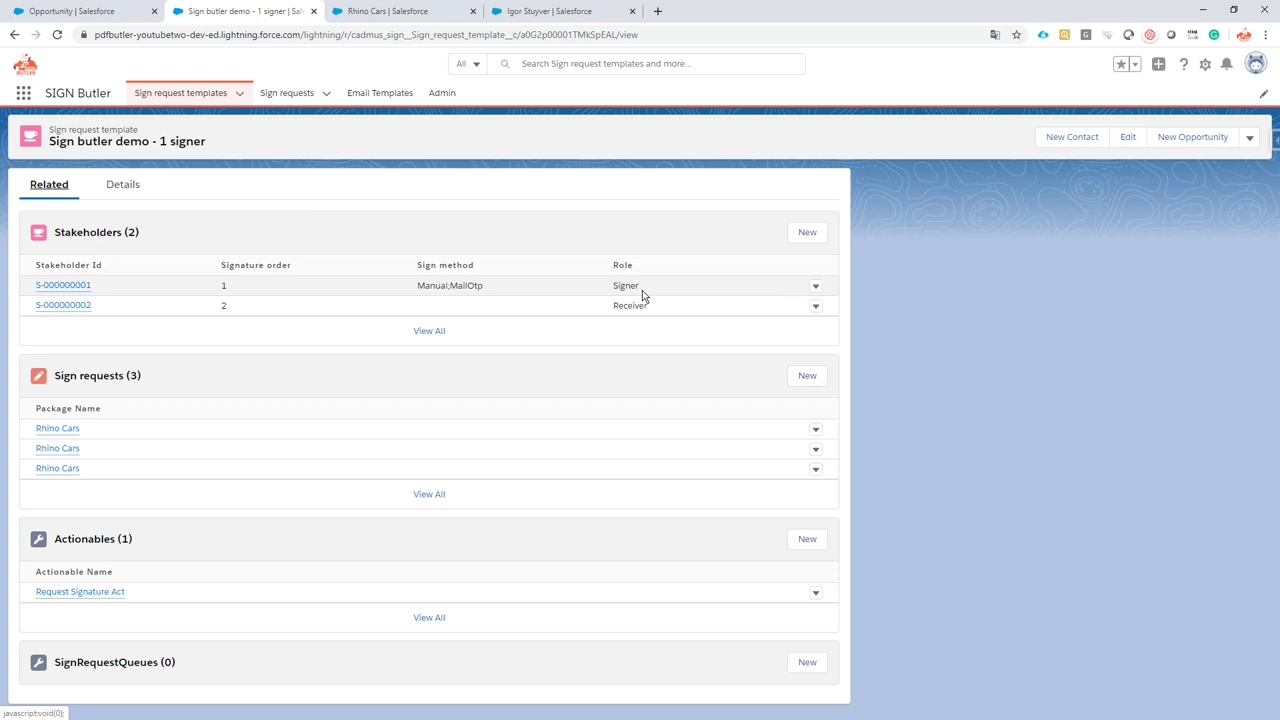 Opportunity | Salesforce
Sign butler demo - 1 signer | Sal
Rhino Cars | Salesforce
Igor Stuyver | Salesforce
pdfbutler-youtubetwo-dev-ed.lightning.force.com/lightning/r/cadmus_sign__Sign_request_template__c/a0G2p00001TMkSpEAL/view
All
Search Sign request templates and more...
SIGN Butler
Sign request templates
Sign requests
Email Templates
Admin
Sign request template
Sign butler demo - 1 signer
New Contact
Edit
New Opportunity
Related
Details
Stakeholders (2)
New
Stakeholder Id
Signature order
Sign method
Role
S-000000001
1
Manual;MailOtp
Signer
S-000000002
2
Receiver
View All
Sign requests (3)
New
Package Name
Rhino Cars
Rhino Cars
Rhino Cars
View All
Actionables (1)
New
Actionable Name
Request Signature Act
View All
SignRequestQueues (0)
New
javascript:void(0);